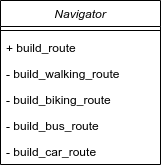 Navigator
+ build_route
- build_walking_route
- build_biking_route
- build_bus_route
- build_car_route